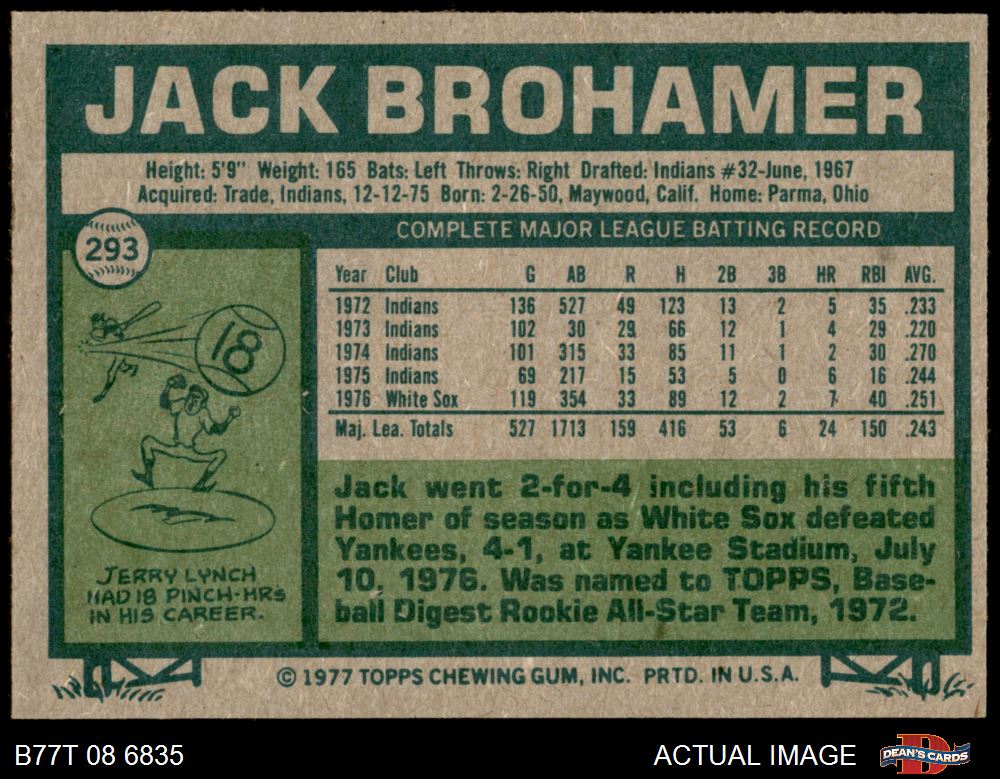 JACK BROHAMER
Height: 5'9" Weight: 165 Bats: Left Throws: Right Drafted: Indians #32-June, 1967
Acquired: Trade, Indians, 12-12-75 Born: 2-26-50, Maywood, Calif. Home: Parma, Ohio
293
COMPLETE MAJOR LEAGUE BATTING RECORD
Year Club G AB R H 2B 3B HR RBI AVG.
1972 Indians 136 527 49 123 13 2 5 35 .233
1973 Indians 102 30 29 66 12 1 4 29 .220
1974 Indians 101 315 33 85 11 1 2 30 .270
1975 Indians 69 217 15 53 5 0 6 16 .244
1976 White Sox 119 354 33 89 12 2 7 40 .251
Maj. Lea. Totals 527 1713 159 416 53 6 24 150 .243
18
JERRY LYNCH
HAD 18 PINCH-HRS
IN HIS CAREER.
Jack went 2-for-4 including his fifth
Homer of season as White Sox defeated
Yankees, 4-1, at Yankee Stadium, July
10, 1976. Was named to TOPPS, Base-
ball Digest Rookie All-Star Team, 1972.
© 1977 TOPPS CHEWING GUM, INC. PRTD. IN U.S.A.
B77T 08 6835
ACTUAL IMAGE
DEAN'S CARDS